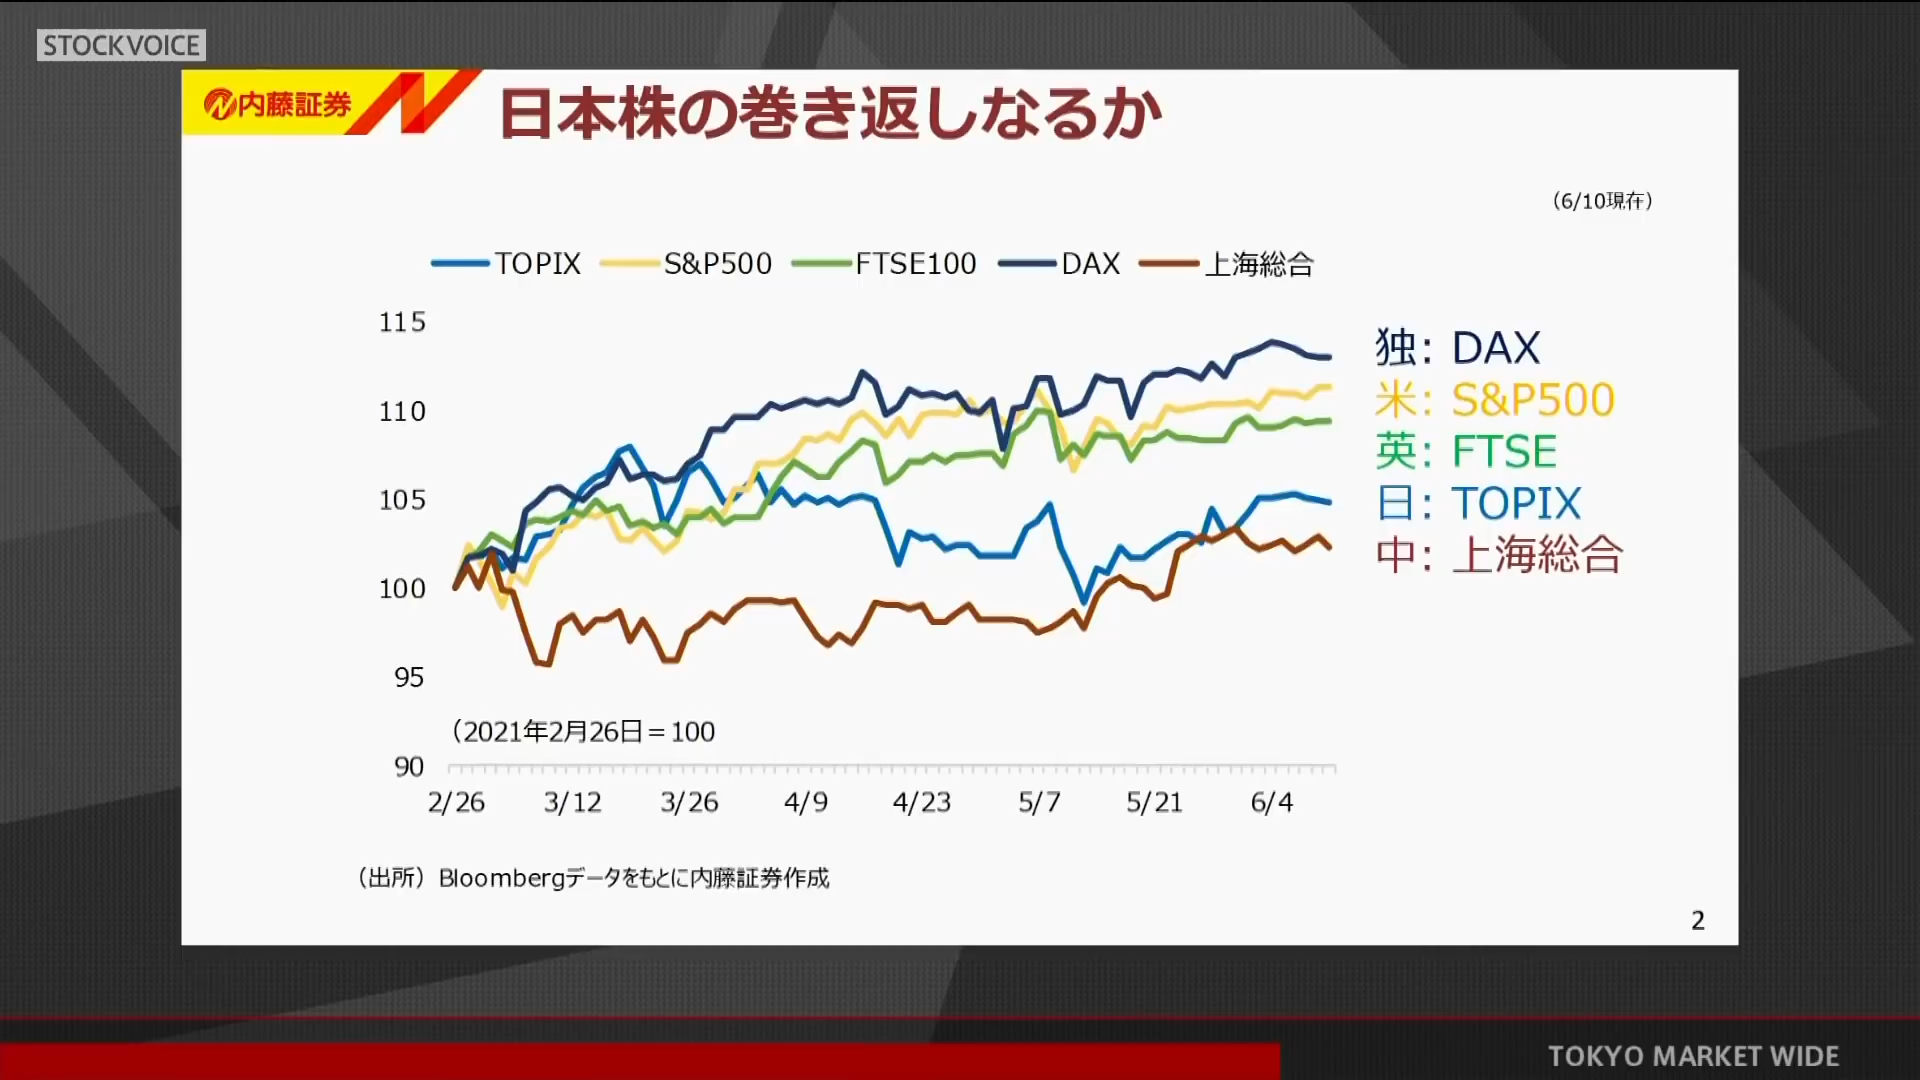 STOCKVOICE
内藤証券
日本株の巻き返しなるか
（6/10現在）
TOPIX S&P500 FTSE100 DAX 上海総合
115
110
105
100
95
90
独： DAX
米： S&P500
英： FTSE
日： TOPIX
中： 上海総合
（2021年2月26日＝100
2/26 3/12 3/26 4/9 4/23 5/7 5/21 6/4
（出所）Bloombergデータをもとに内藤証券作成
2
TOKYO MARKET WIDE